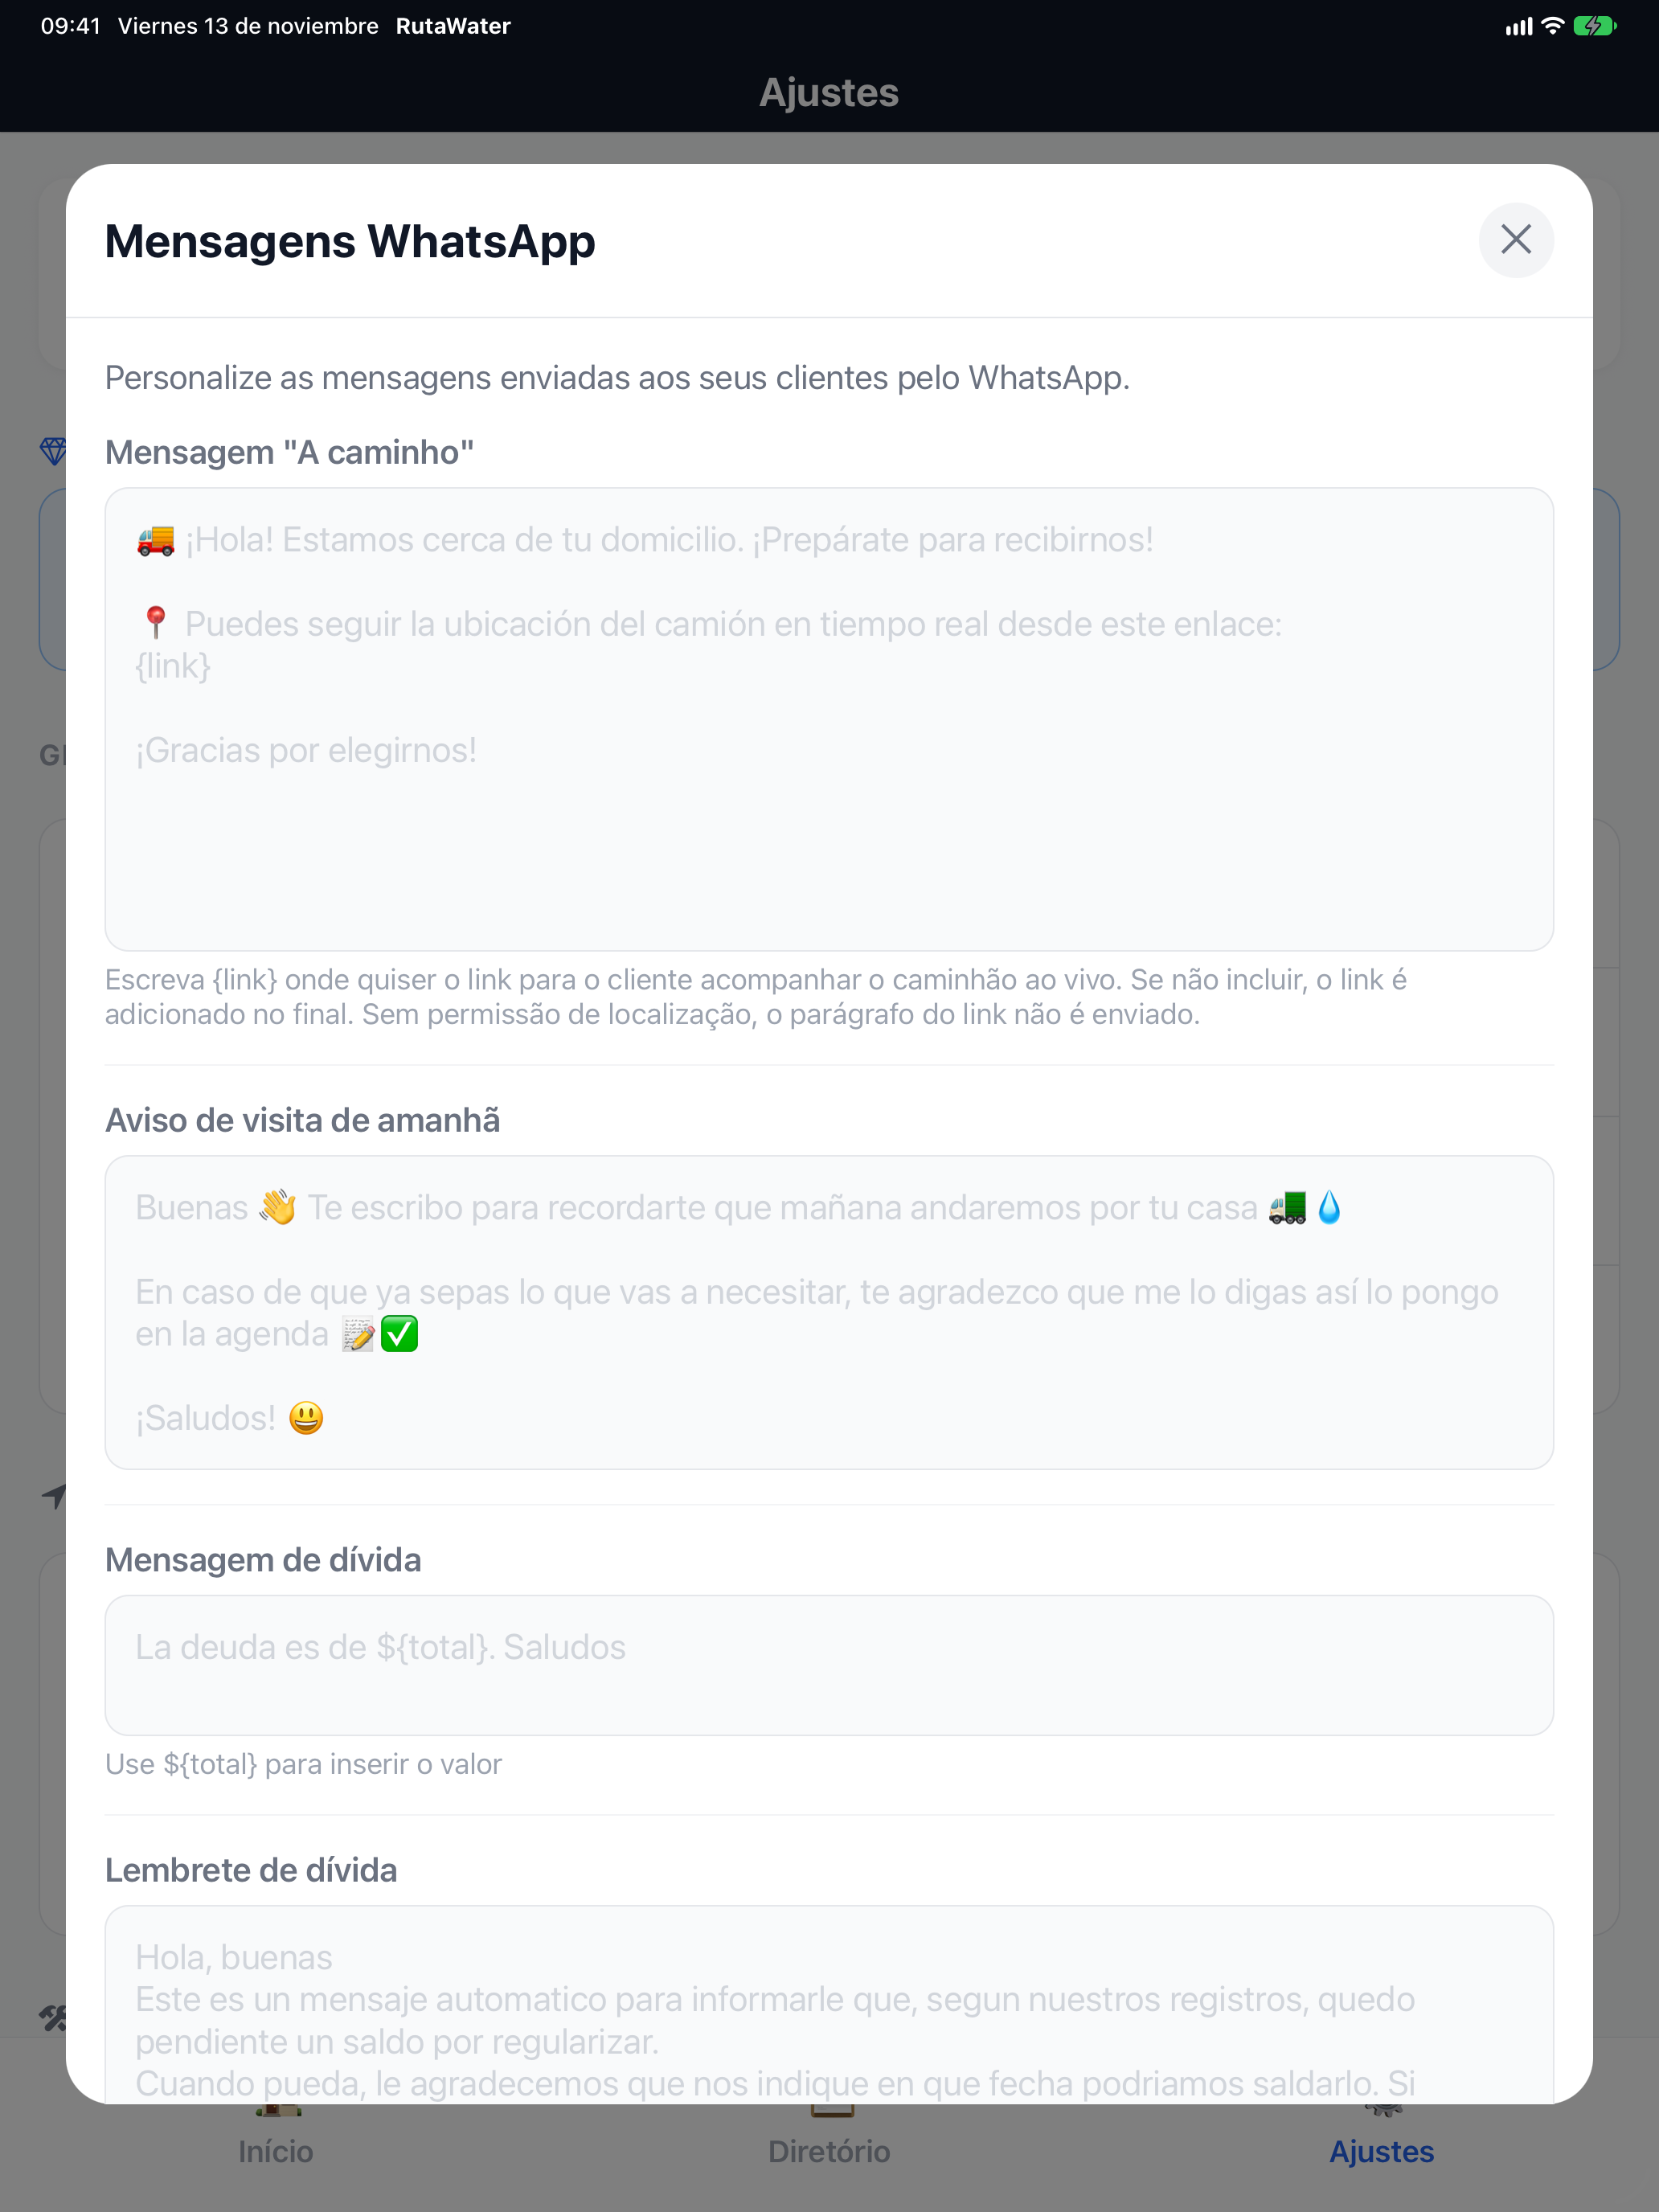 09:41 Viernes 13 de noviembre RutaWater
Ajustes
Mensagens WhatsApp
Personalize as mensagens enviadas aos seus clientes pelo WhatsApp.
Mensagem "A caminho"
🚚 ¡Hola! Estamos cerca de tu domicilio. ¡Prepárate para recibirnos!
📍 Puedes seguir la ubicación del camión en tiempo real desde este enlace:
{link}
¡Gracias por elegirnos!
Escreva {link} onde quiser o link para o cliente acompanhar o caminhão ao vivo. Se não incluir, o link é
adicionado no final. Sem permissão de localização, o parágrafo do link não é enviado.
Aviso de visita de amanhã
Buenas 👋 Te escribo para recordarte que mañana andaremos por tu casa 🚛💧
En caso de que ya sepas lo que vas a necesitar, te agradezco que me lo digas así lo pongo
en la agenda 📝✅
¡Saludos! 😃
Mensagem de dívida
La deuda es de ${total}. Saludos
Use ${total} para inserir o valor
Lembrete de dívida
Hola, buenas
Este es un mensaje automatico para informarle que, segun nuestros registros, quedo
pendiente un saldo por regularizar.
Cuando pueda, le agradecemos que nos indique en que fecha podriamos saldarlo. Si
Início
Diretório
Ajustes